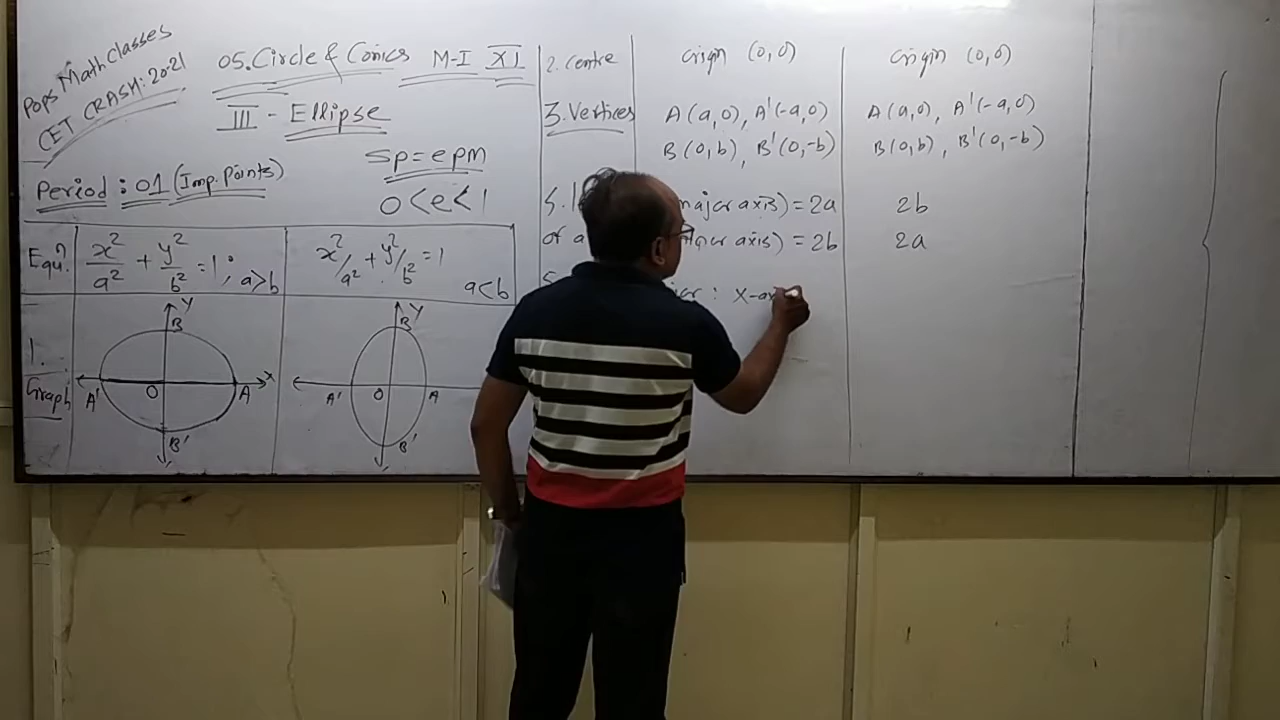 Pops Math Classes
CET CRASH: 20-21
05. Circle & Conics M-I XI
III - Ellipse
SP = e PM
Period : 01 (Imp. Points)
0 < e < 1
Equn. x²/a² + y²/b² = 1 ; a>b
x²/a² + y²/b² = 1 a<b
1.
Graph
Y
B
X
A' O A
B'
Y
B
A' O A
B'
2. Centre origin (0,0) origin (0,0)
3. Vertices A(a,0), A'(-a,0) A(a,0), A'(-a,0)
B(0,b), B'(0,-b) B(0,b), B'(0,-b)
major axis) = 2a 2b
of axis) = 2b 2a
: X-